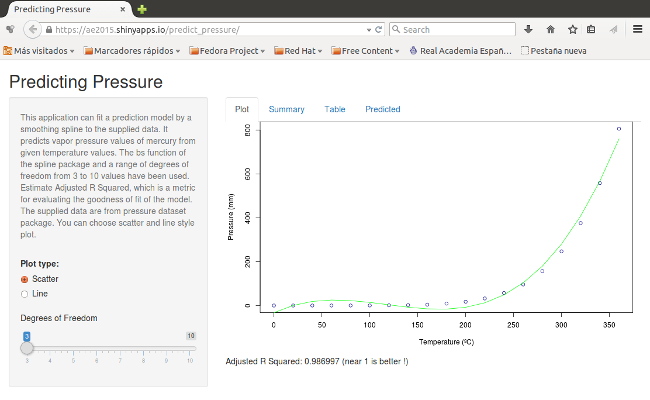 Predicting Pressure
https://ae2015.shinyapps.io/predict_pressure/
Search
Más visitados
Marcadores rápidos
Fedora Project
Red Hat
Free Content
Real Academia Españ...
Pestaña nueva
Predicting Pressure
This application can fit a prediction model by a
smoothing spline to the supplied data. It
predicts vapor pressure values of mercury from
given temperature values. The bs function of
the spline package and a range of degrees of
freedom from 3 to 10 values have been used.
Estimate Adjusted R Squared, which is a metric
for evaluating the goodness of fit of the model.
The supplied data are from pressure dataset
package. You can choose scatter and line style
plot.
Plot type:
Scatter
Line
Degrees of Freedom
3 10
3 4 5 6 7 8 9 10
Plot Summary Table Predicted
Pressure (mm)
800
600
400
200
0
0 50 100 150 200 250 300 350
Temperature (ºC)
Adjusted R Squared: 0.986997 (near 1 is better !)